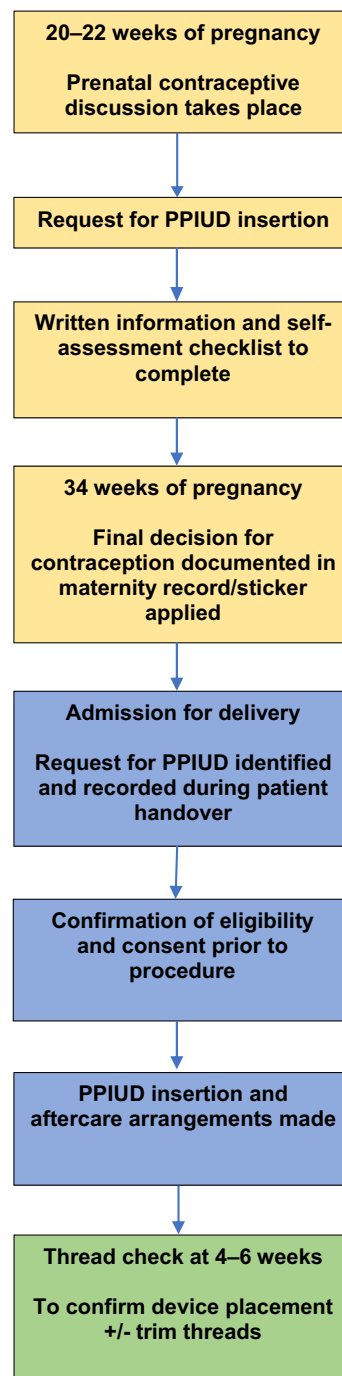 20–22 weeks of pregnancy
Prenatal contraceptive
discussion takes place
Request for PPIUD insertion
Written information and self-
assessment checklist to
complete
34 weeks of pregnancy
Final decision for
contraception documented in
maternity record/sticker
applied
Admission for delivery
Request for PPIUD identified
and recorded during patient
handover
Confirmation of eligibility
and consent prior to
procedure
PPIUD insertion and
aftercare arrangements made
Thread check at 4–6 weeks
To confirm device placement
+/- trim threads